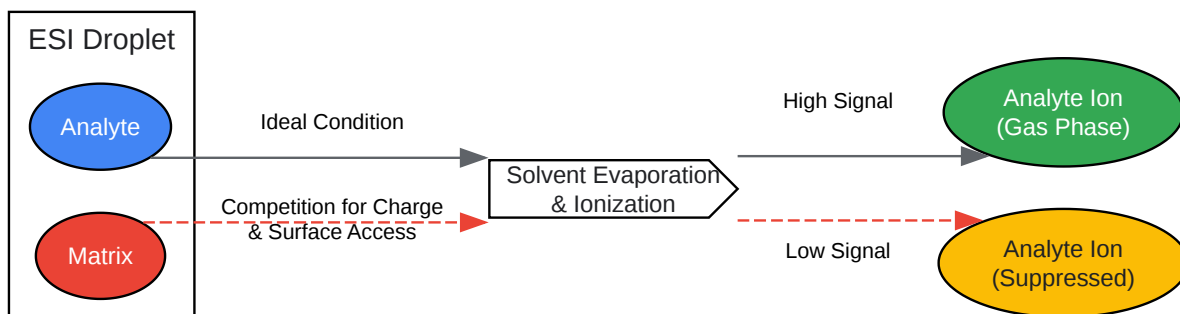 ESI Droplet
Analyte
Matrix
Ideal Condition
Competition for Charge
& Surface Access
Solvent Evaporation
& Ionization
High Signal
Low Signal
Analyte Ion
(Gas Phase)
Analyte Ion
(Suppressed)